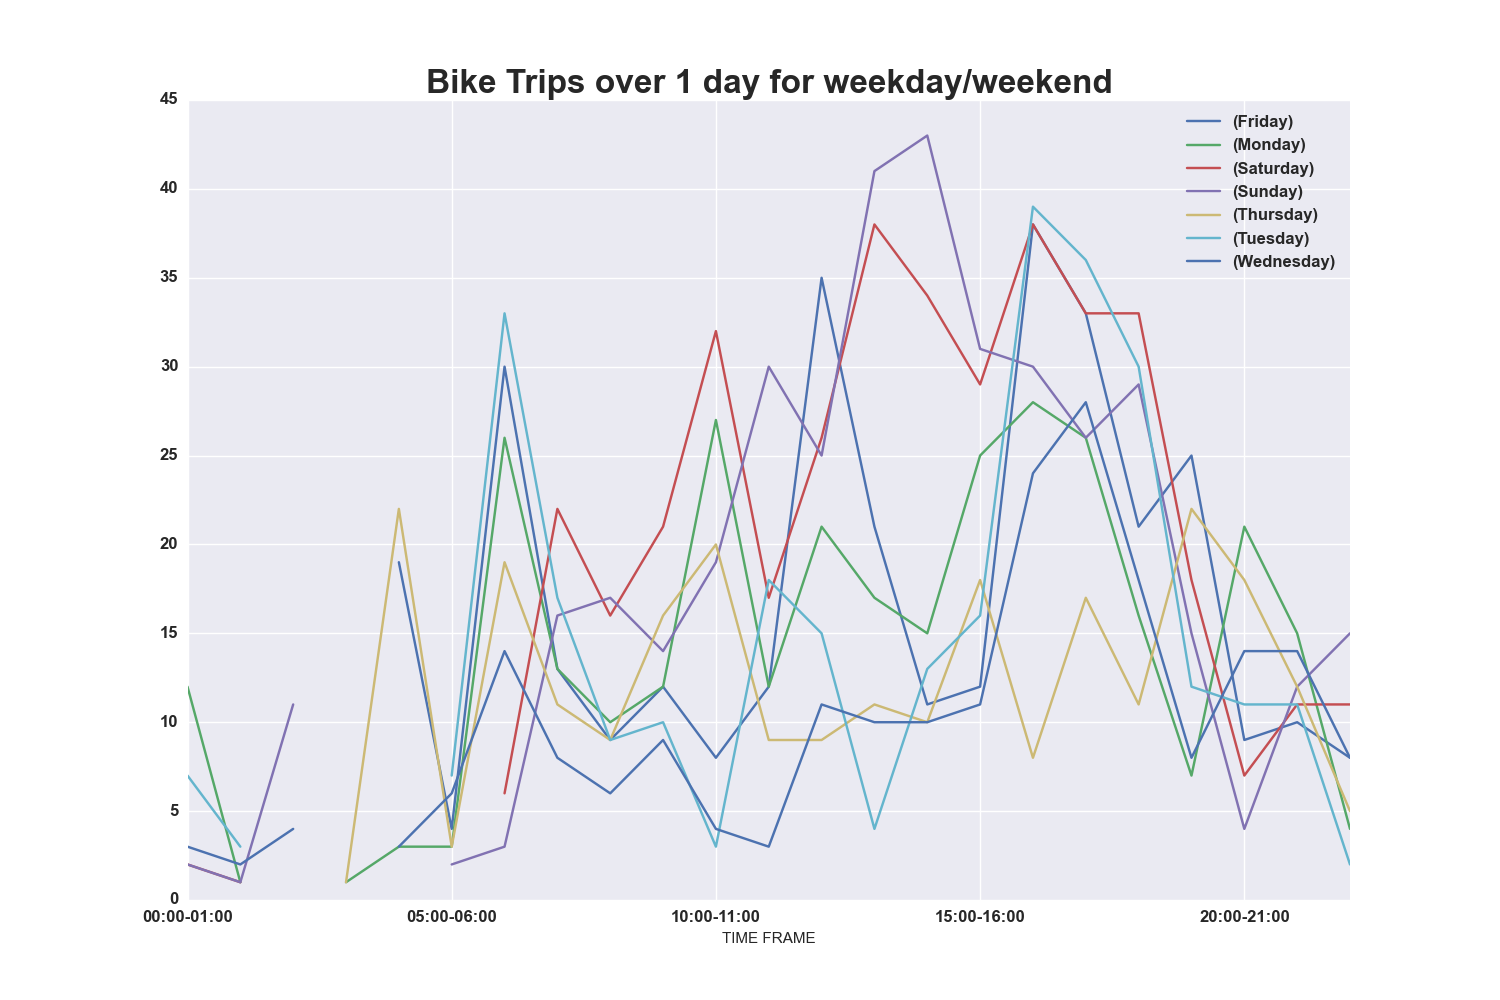 Bike Trips over 1 day for weekday/weekend
45
40
35
30
25
20
15
10
5
0
(Friday)
(Monday)
(Saturday)
(Sunday)
(Thursday)
(Tuesday)
(Wednesday)
00:00-01:00 05:00-06:00 10:00-11:00 15:00-16:00 20:00-21:00
TIME FRAME